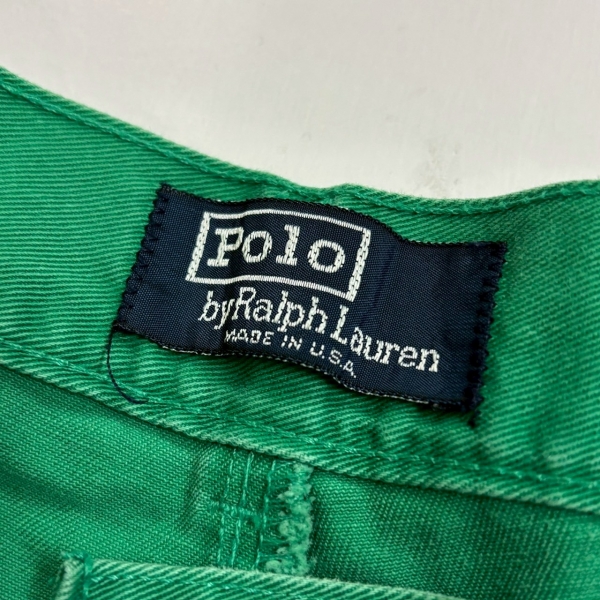 Polo
by Ralph Lauren
MADE IN U.S.A.